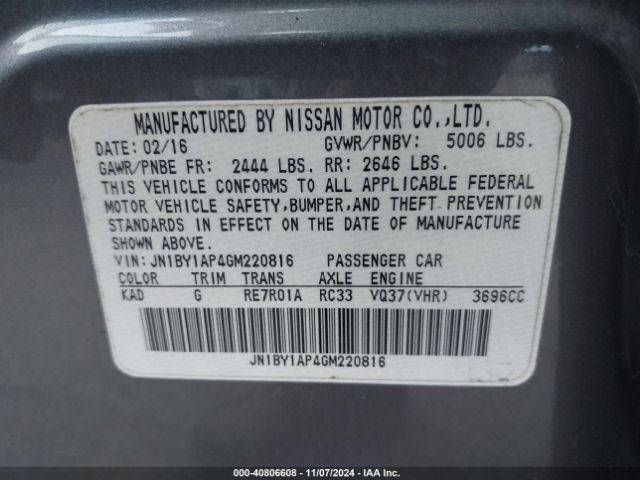 MANUFACTURED BY NISSAN MOTOR CO.,LTD.
DATE: 02/16 GVWR/PNBV: 5006 LBS.
GAWR/PNBE FR: 2444 LBS. RR: 2646 LBS.
THIS VEHICLE CONFORMS TO ALL APPLICABLE FEDERAL
MOTOR VEHICLE SAFETY,BUMPER,AND THEFT PREVENTION
STANDARDS IN EFFECT ON THE DATE OF MANUFACTURE
SHOWN ABOVE.
VIN: JN1BY1AP4GM220816 PASSENGER CAR
COLOR TRIM TRANS AXLE ENGINE
KAD G RE7R01A RC33 VQ37(VHR) 3696CC
JN1BY1AP4GM220816
000-40806608 - 11/07/2024 - IAA Inc.